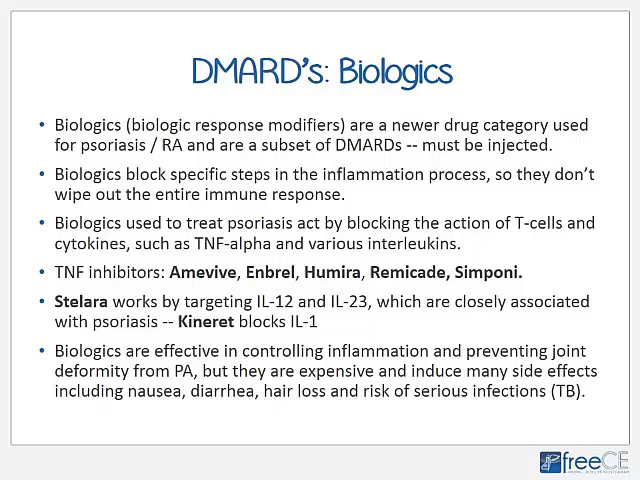 DMARD's: Biologics
• Biologics (biologic response modifiers) are a newer drug category used
for psoriasis / RA and are a subset of DMARDs -- must be injected.
• Biologics block specific steps in the inflammation process, so they don't
wipe out the entire immune response.
• Biologics used to treat psoriasis act by blocking the action of T-cells and
cytokines, such as TNF-alpha and various interleukins.
• TNF inhibitors: Amevive, Enbrel, Humira, Remicade, Simponi.
• Stelara works by targeting IL-12 and IL-23, which are closely associated
with psoriasis -- Kineret blocks IL-1
• Biologics are effective in controlling inflammation and preventing joint
deformity from PA, but they are expensive and induce many side effects
including nausea, diarrhea, hair loss and risk of serious infections (TB).
freeCE